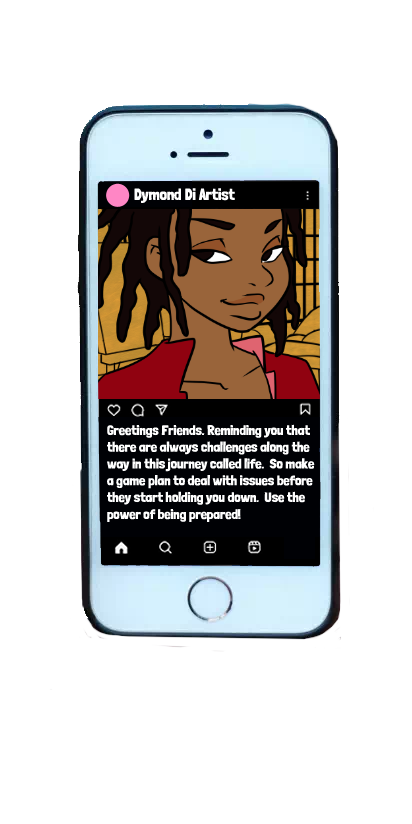 Dymond Di Artist
Greetings Friends. Reminding you that
there are always challenges along the
way in this journey called life.  So make
a game plan to deal with issues before
they start holding you down.  Use the
power of being prepared!